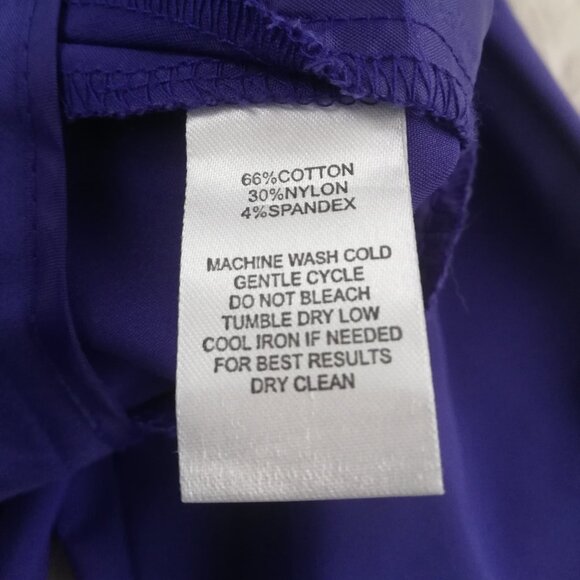 66%COTTON
30%NYLON
4%SPANDEX
MACHINE WASH COLD
GENTLE CYCLE
DO NOT BLEACH
TUMBLE DRY LOW
COOL IRON IF NEEDED
FOR BEST RESULTS
DRY CLEAN